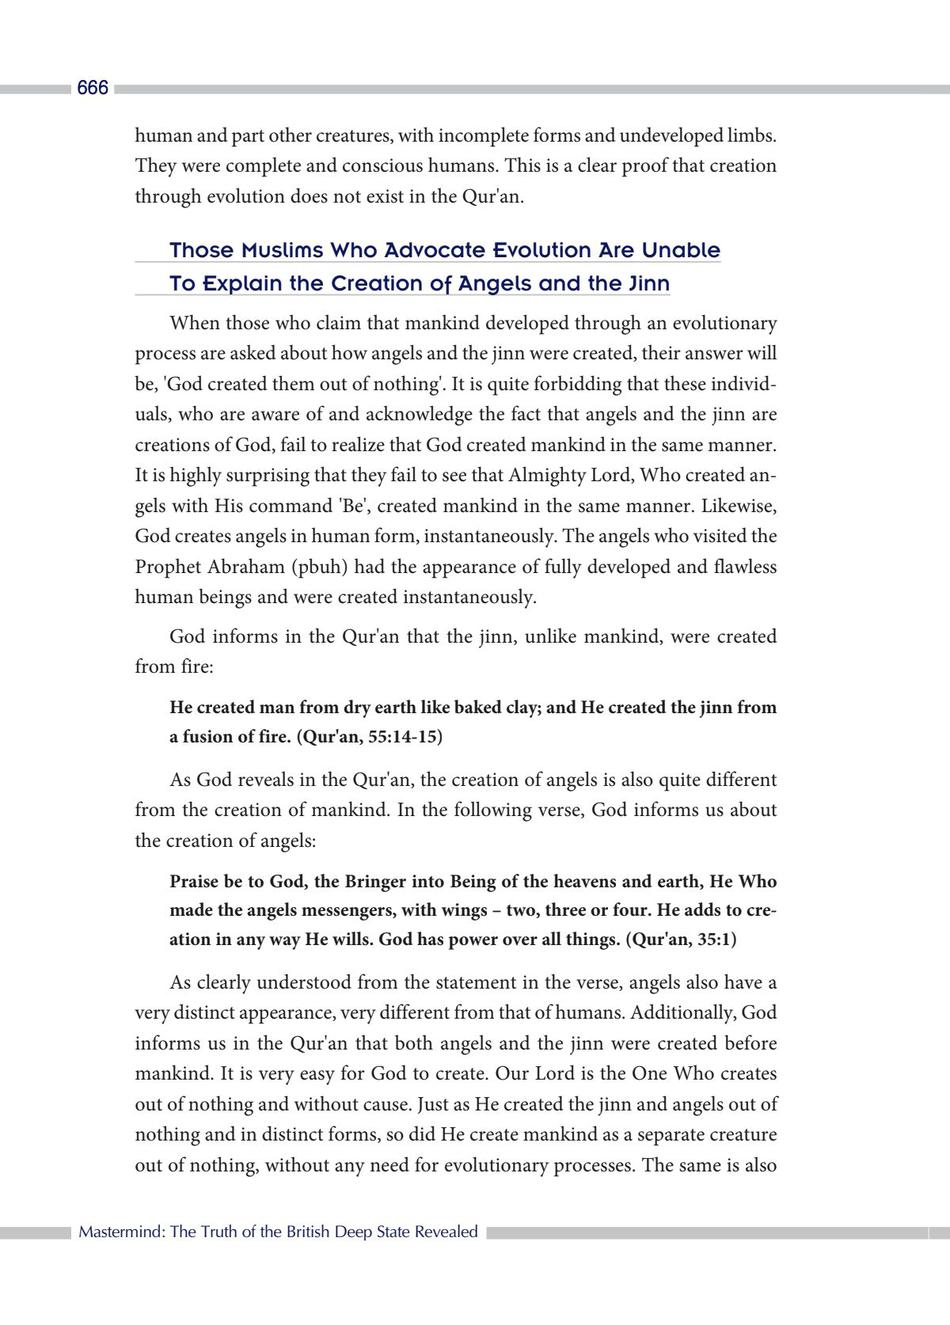 666
human and part other creatures, with incomplete forms and undeveloped limbs.
They were complete and conscious humans. This is a clear proof that creation
through evolution does not exist in the Qur'an.
Those Muslims Who Advocate Evolution Are Unable
To Explain the Creation of Angels and the Jinn
When those who claim that mankind developed through an evolutionary
process are asked about how angels and the jinn were created, their answer will
be, 'God created them out of nothing'. It is quite forbidding that these individ-
uals, who are aware of and acknowledge the fact that angels and the jinn are
creations of God, fail to realize that God created mankind in the same manner.
It is highly surprising that they fail to see that Almighty Lord, Who created an-
gels with His command 'Be', created mankind in the same manner. Likewise,
God creates angels in human form, instantaneously. The angels who visited the
Prophet Abraham (pbuh) had the appearance of fully developed and flawless
human beings and were created instantaneously.
God informs in the Qur'an that the jinn, unlike mankind, were created
from fire:
He created man from dry earth like baked clay; and He created the jinn from
a fusion of fire. (Qur'an, 55:14-15)
As God reveals in the Qur'an, the creation of angels is also quite different
from the creation of mankind. In the following verse, God informs us about
the creation of angels:
Praise be to God, the Bringer into Being of the heavens and earth, He Who
made the angels messengers, with wings – two, three or four. He adds to cre-
ation in any way He wills. God has power over all things. (Qur'an, 35:1)
As clearly understood from the statement in the verse, angels also have a
very distinct appearance, very different from that of humans. Additionally, God
informs us in the Qur'an that both angels and the jinn were created before
mankind. It is very easy for God to create. Our Lord is the One Who creates
out of nothing and without cause. Just as He created the jinn and angels out of
nothing and in distinct forms, so did He create mankind as a separate creature
out of nothing, without any need for evolutionary processes. The same is also
Mastermind: The Truth of the British Deep State Revealed